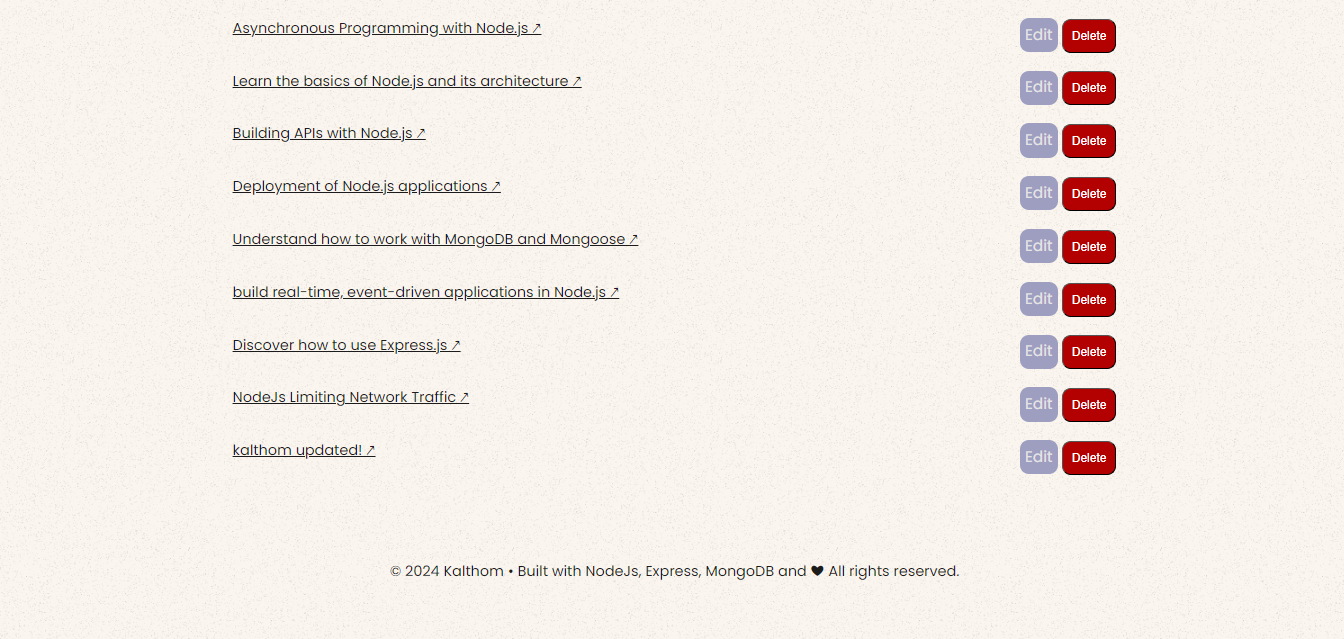 Asynchronous Programming with Node.js ↗ Edit Delete
Learn the basics of Node.js and its architecture ↗ Edit Delete
Building APIs with Node.js ↗ Edit Delete
Deployment of Node.js applications ↗ Edit Delete
Understand how to work with MongoDB and Mongoose ↗ Edit Delete
build real-time, event-driven applications in Node.js ↗ Edit Delete
Discover how to use Express.js ↗ Edit Delete
NodeJs Limiting Network Traffic ↗ Edit Delete
kalthom updated! ↗ Edit Delete
© 2024 Kalthom • Built with NodeJs, Express, MongoDB and ♥ All rights reserved.